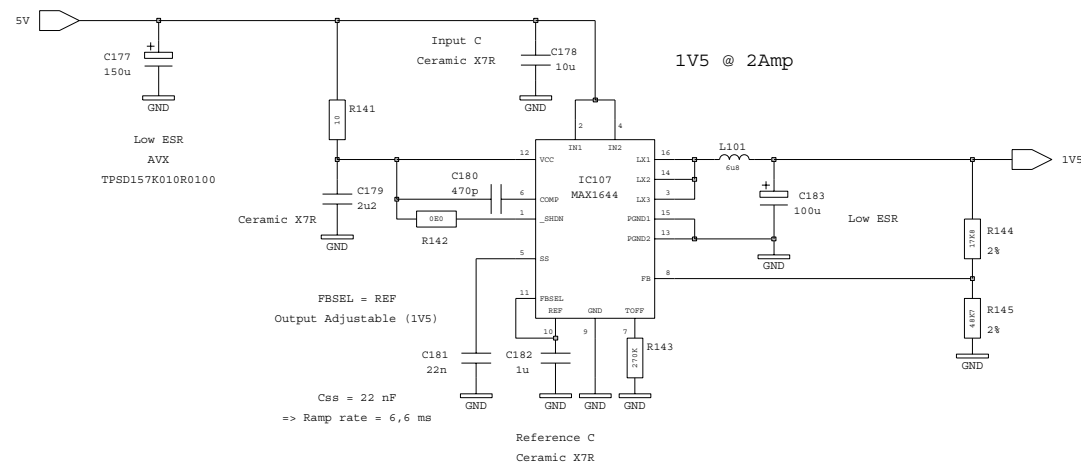 5V
C177
150u
GND
Low ESR
AVX
TPSD157K010R0100
Input C
Ceramic X7R
C178
10u
GND
1V5 @ 2Amp
R141
10
C179
2u2
Ceramic X7R
GND
C180
470p
0E0
R142
2
4
IN1
IN2
12
VCC
6
COMP
1
_SHDN
5
SS
11
FBSEL
IC107
MAX1644
LX1
16
LX2
14
LX3
3
PGND1
15
PGND2
13
FB
8
REF
GND
TOFF
10
9
7
L101
6u8
1V5
C183
100u
Low ESR
GND
17K8
R144
2%
48K7
R145
2%
GND
FBSEL = REF
Output Adjustable (1V5)
C181
22n
GND
C182
1u
GND
GND
270K
R143
GND
Css = 22 nF
=> Ramp rate = 6,6 ms
Reference C
Ceramic X7R